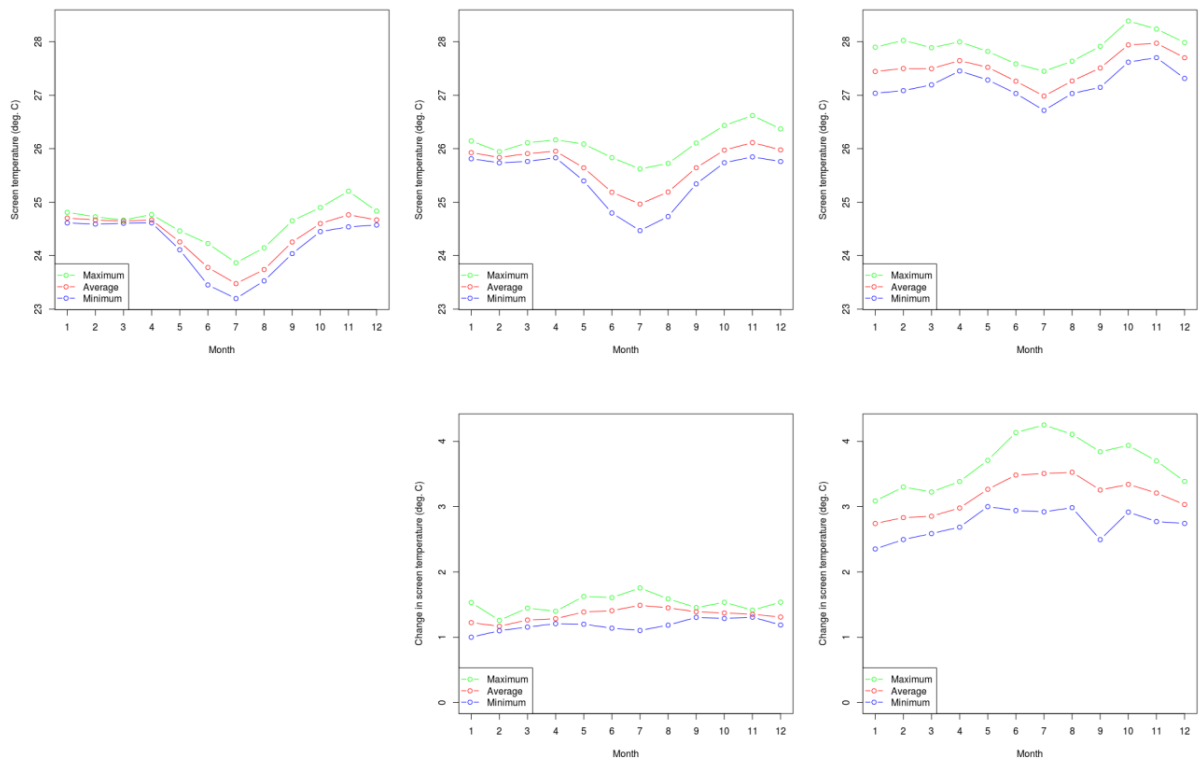 Screen temperature (deg. C)
28
27
26
25
24
23
Maximum
Average
Minimum
1 2 3 4 5 6 7 8 9 10 11 12
Month
Screen temperature (deg. C)
28
27
26
25
24
23
Maximum
Average
Minimum
1 2 3 4 5 6 7 8 9 10 11 12
Month
Screen temperature (deg. C)
28
27
26
25
24
23
Maximum
Average
Minimum
1 2 3 4 5 6 7 8 9 10 11 12
Month
Change in screen temperature (deg. C)
4
3
2
1
0
Maximum
Average
Minimum
1 2 3 4 5 6 7 8 9 10 11 12
Month
Change in screen temperature (deg. C)
4
3
2
1
0
Maximum
Average
Minimum
1 2 3 4 5 6 7 8 9 10 11 12
Month